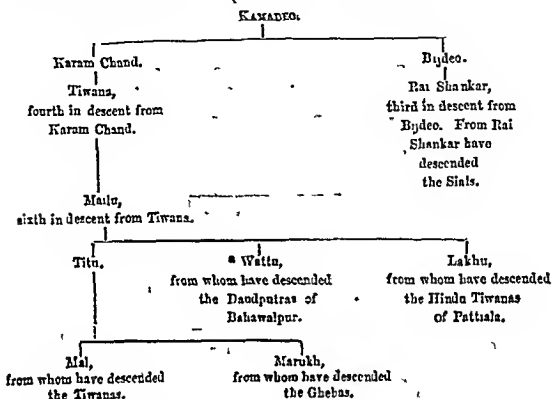 KAMADEO.
Karam Chand.
Bijdeo.
Tiwana,
fourth in descent from
Karam Chand.
Rai Shankar,
third in descent from
Bijdeo. From Rai
Shankar have
descended
the Sials.
Mailu,
sixth in descent from Tiwana.
Titu.
Wattu,
from whom have descended
the Daudputras of
Bahawalpur.
Lakhu,
from whom have descended
the Hindu Tiwanas
of Pattiala.
Mal,
from whom have descended
the Tiwanas.
Marukh,
from whom have descended
the Ghebas.